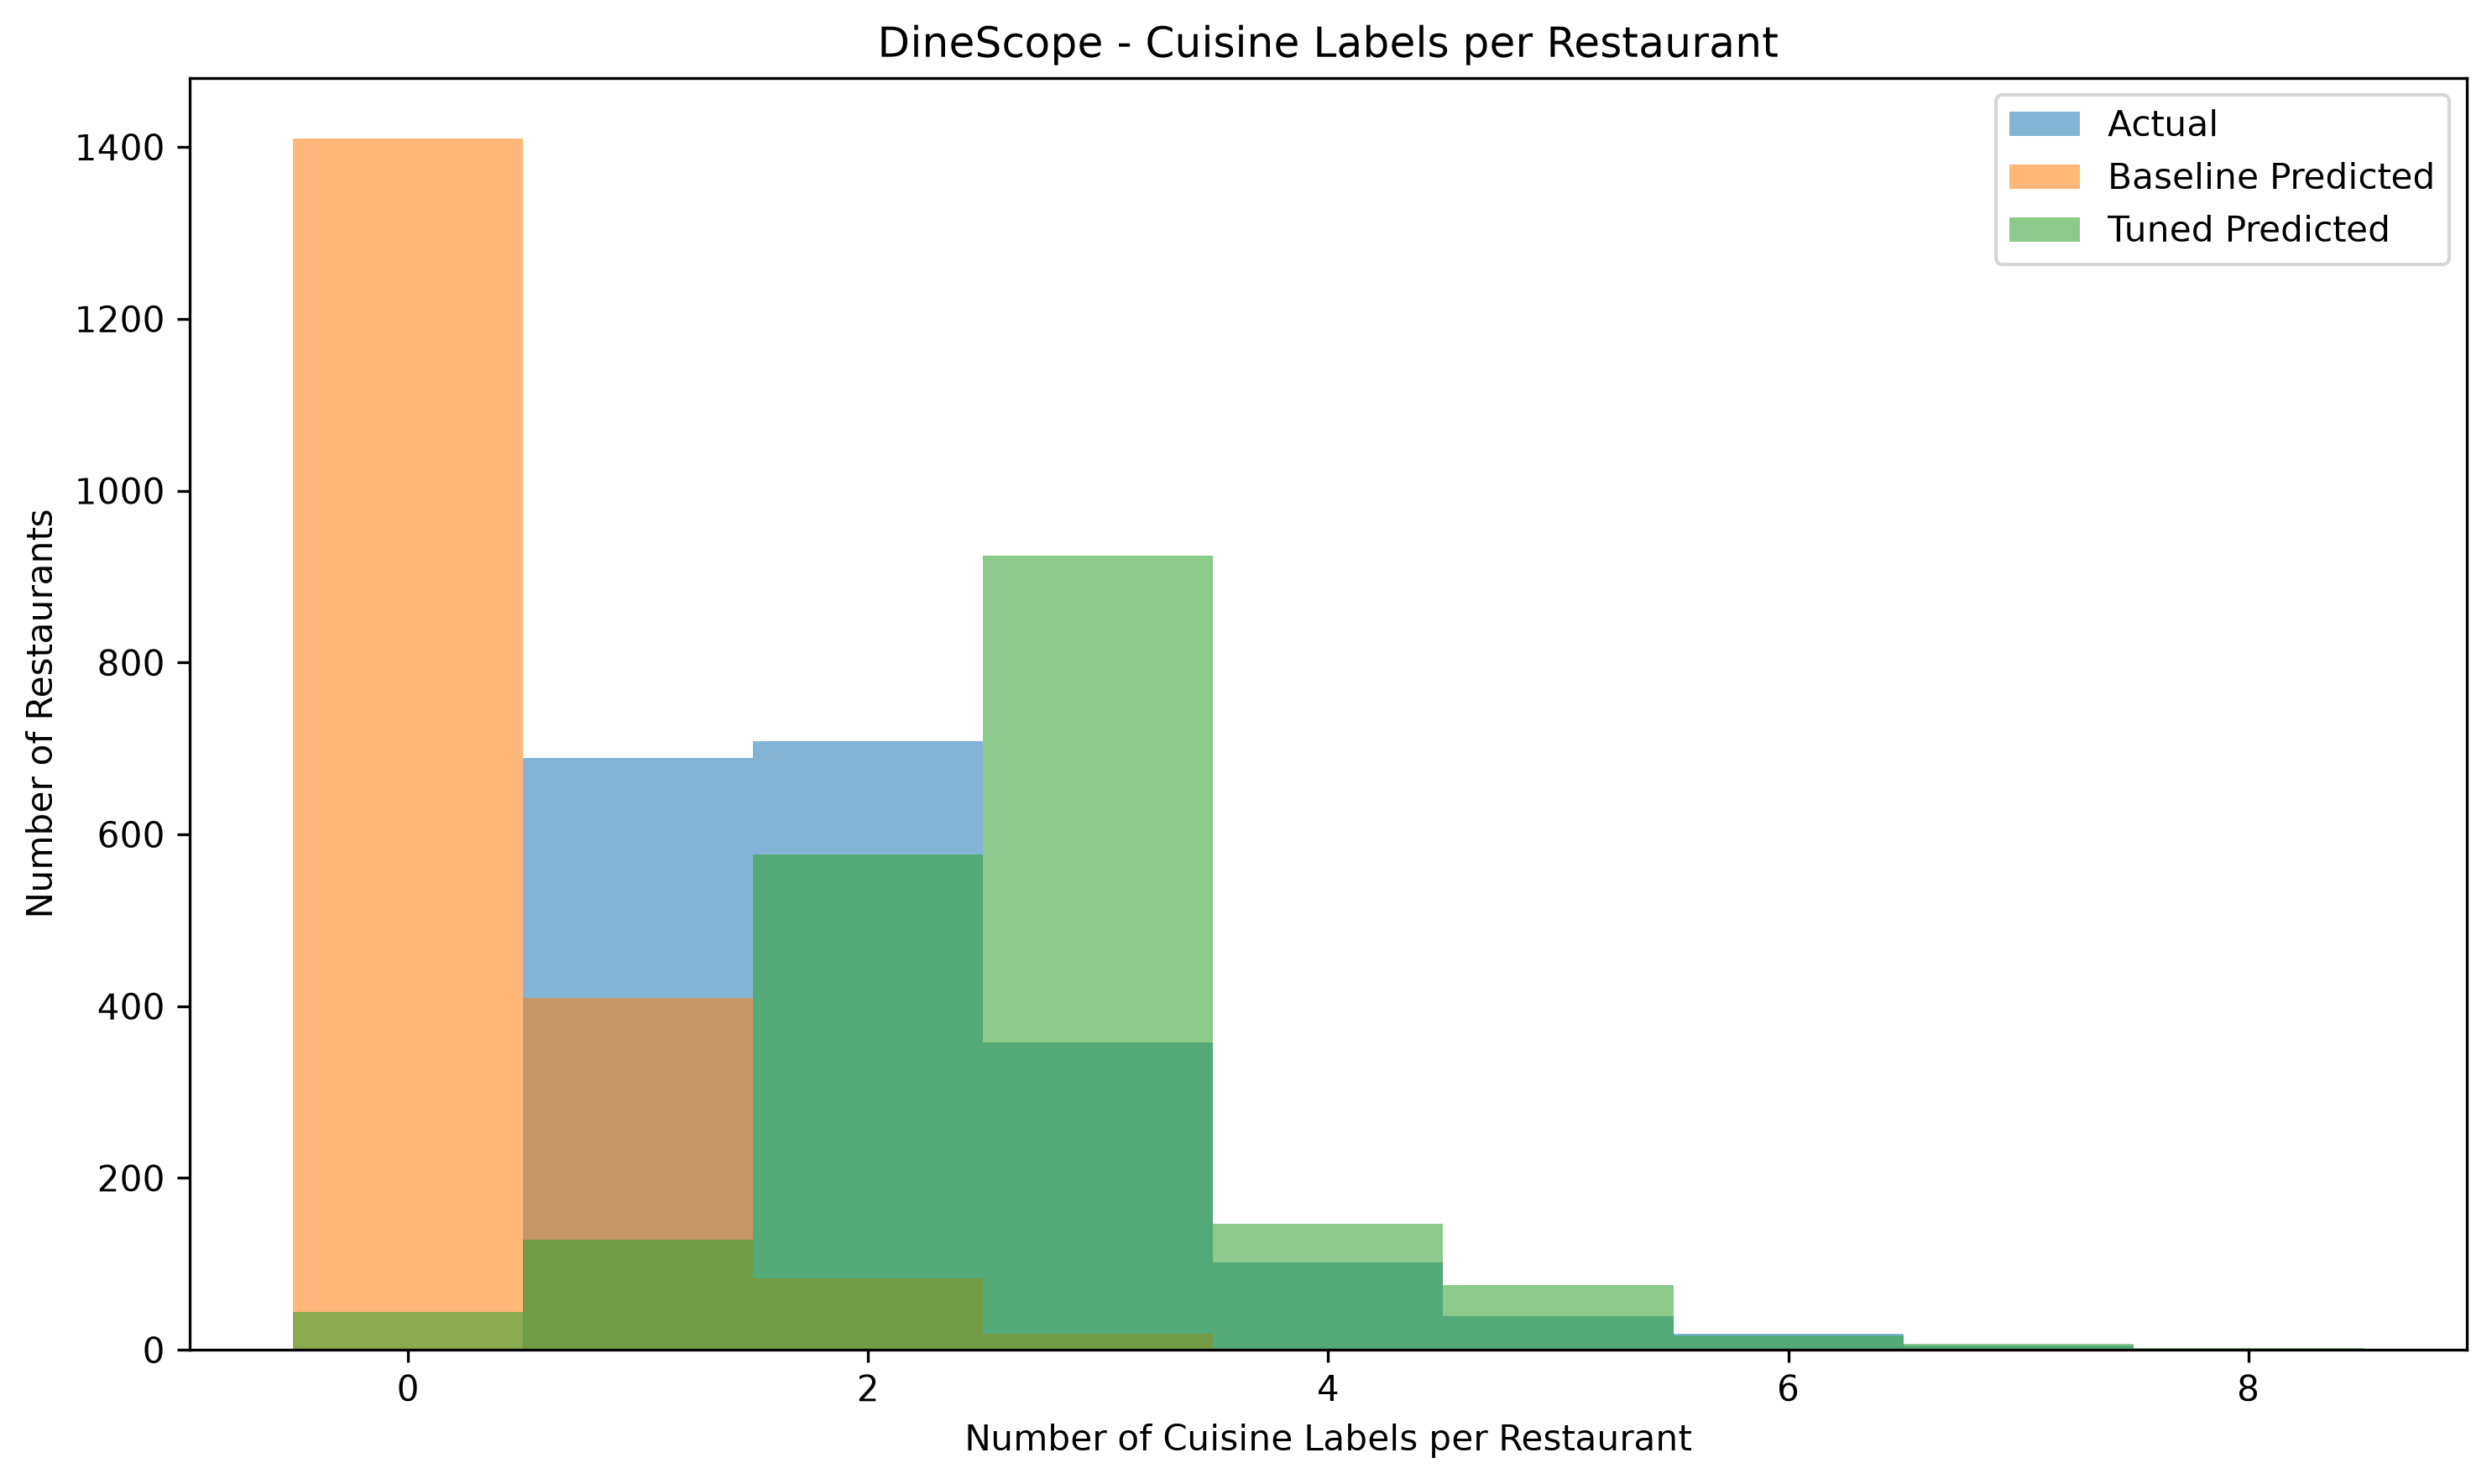 DineScope - Cuisine Labels per Restaurant
Actual
Baseline Predicted
Tuned Predicted
1400
1200
1000
800
600
400
200
0
Number of Restaurants
0 2 4 6 8
Number of Cuisine Labels per Restaurant